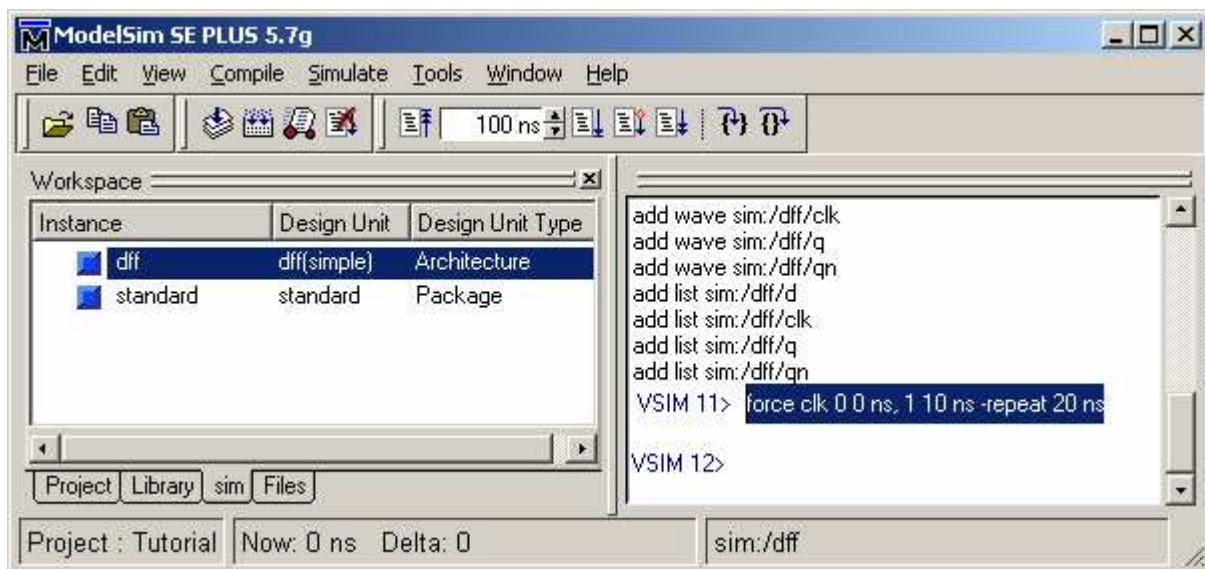 ModelSim SE PLUS 5.7g
File Edit View Compile Simulate Tools Window Help
100 ns
Workspace
Instance Design Unit Design Unit Type
dff dff(simple) Architecture
standard standard Package
Project Library sim Files
add wave sim:/dff/clk
add wave sim:/dff/q
add wave sim:/dff/qn
add list sim:/dff/d
add list sim:/dff/clk
add list sim:/dff/q
add list sim:/dff/qn
VSIM 11> force clk 0 0 ns, 1 10 ns -repeat 20 ns
VSIM 12>
Project : Tutorial Now: 0 ns Delta: 0 sim:/dff